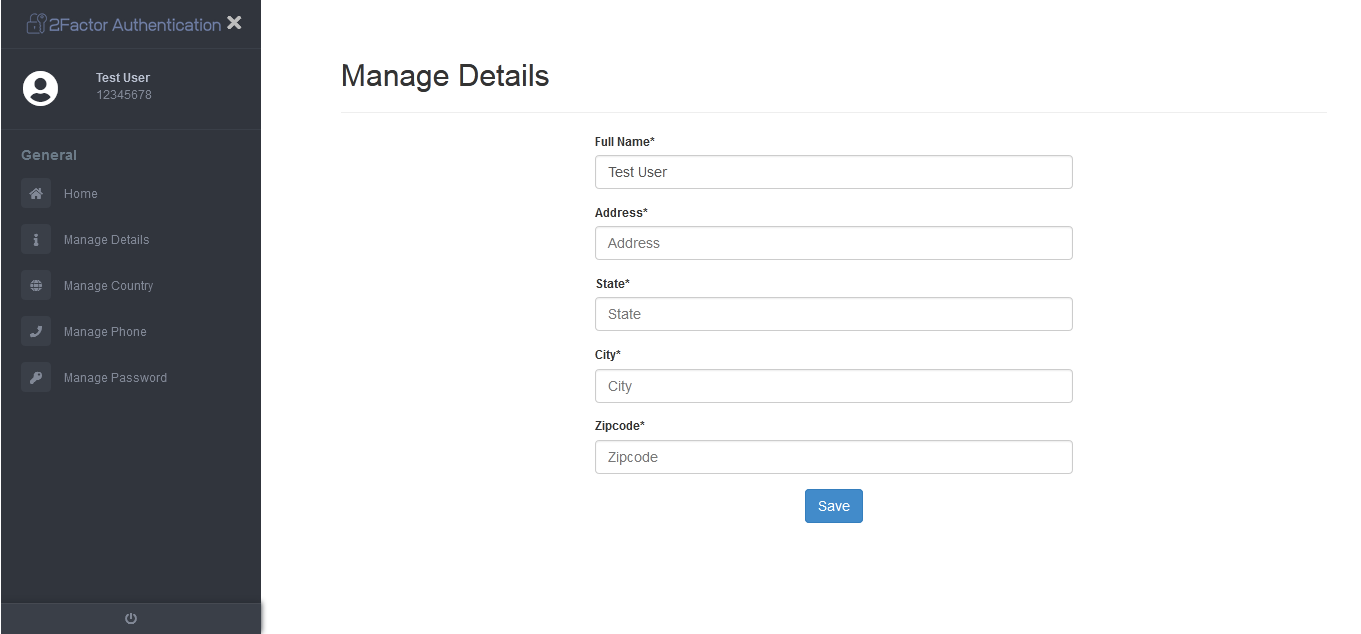 2Factor Authentication
Test User
12345678
General
Home
Manage Details
Manage Country
Manage Phone
Manage Password
Manage Details
Full Name*
Test User
Address*
Address
State*
State
City*
City
Zipcode*
Zipcode
Save